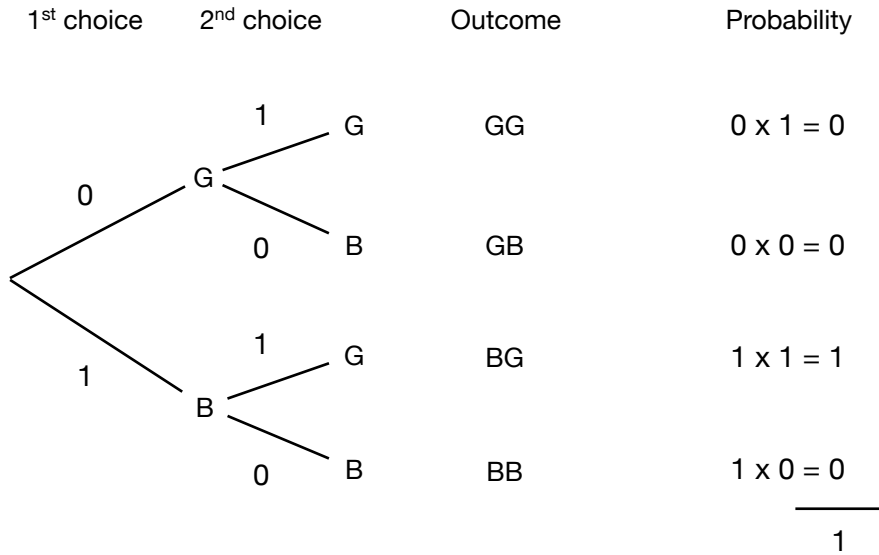 1st choice 2nd choice Outcome Probability
1 G GG 0 x 1 = 0
0 G
0 B GB 0 x 0 = 0
1 G BG 1 x 1 = 1
1 B
0 B BB 1 x 0 = 0
1